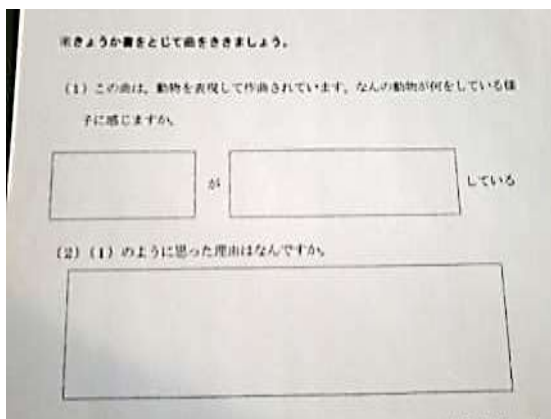 ※きょうか書をとじて曲をききましょう。
(1)この曲は、動物を表現して作曲されています。なんの動物が何をしている様
子に感じますか。
が
している
(2)(1)のように思った理由はなんですか。